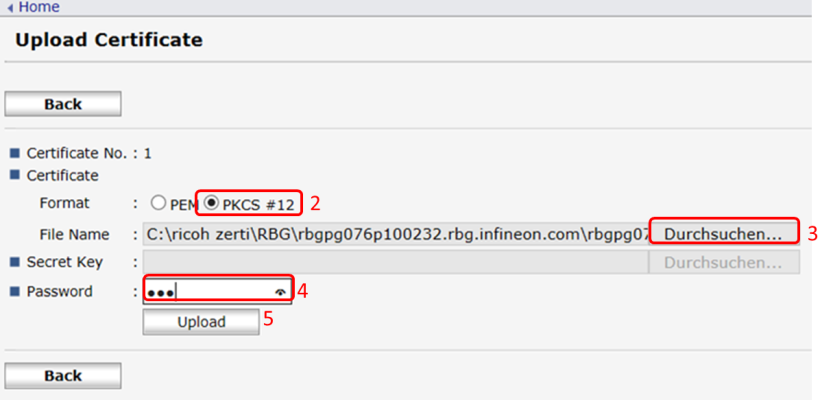 Home
Upload Certificate
Back
Certificate No. : 1
Certificate
Format : PEM PKCS #12 2
File Name : C:\ricoh zerti\RBG\rbgpg076p100232.rbg.infineon.com\rbgpg07 Durchsuchen... 3
Secret Key : Durchsuchen...
Password : ●●● 4
Upload 5
Back